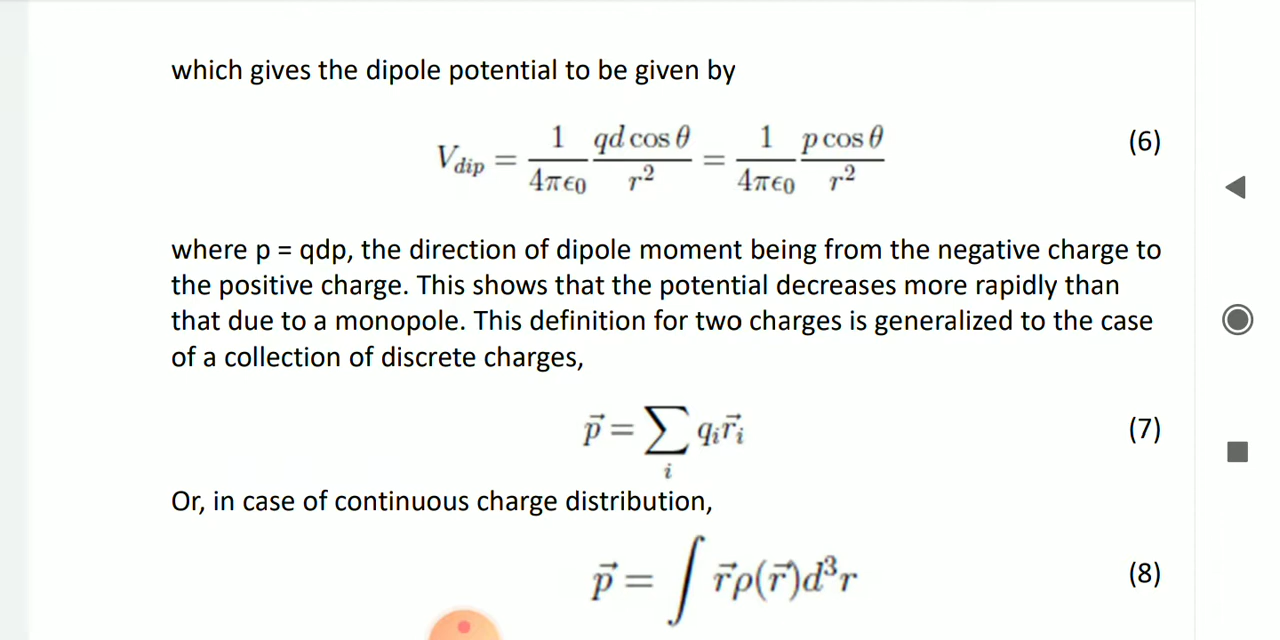 which gives the dipole potential to be given by
V_dip = 1/(4πϵ₀) qd cos θ/r² = 1/(4πϵ₀) p cos θ/r² (6)
where p = qdp, the direction of dipole moment being from the negative charge to
the positive charge. This shows that the potential decreases more rapidly than
that due to a monopole. This definition for two charges is generalized to the case
of a collection of discrete charges,
p⃗ = ∑_i q_i r⃗_i (7)
Or, in case of continuous charge distribution,
p⃗ = ∫ r⃗ρ(r⃗)d³r (8)